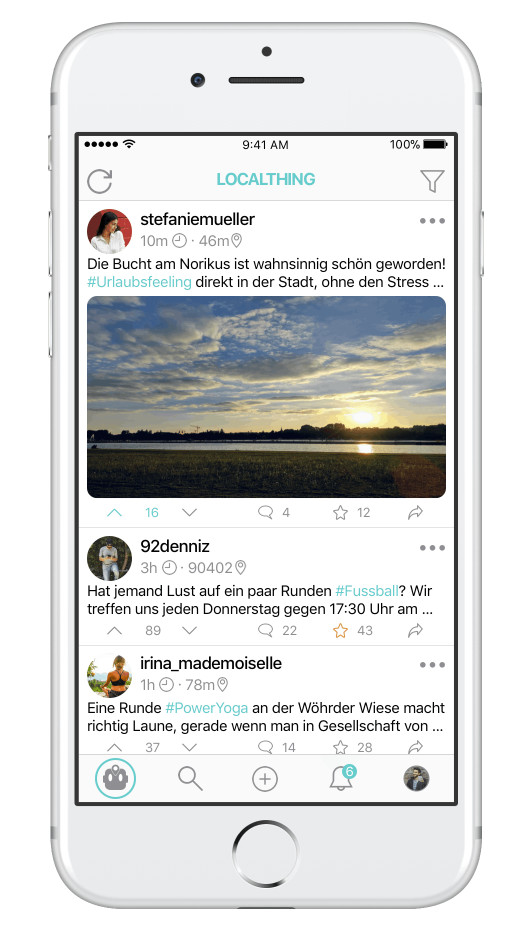 9:41 AM 100%
LOCALTHING
stefaniemueller
10m · 46m
Die Bucht am Norikus ist wahnsinnig schön geworden!
#Urlaubsfeeling direkt in der Stadt, ohne den Stress ...
16 4 12
92denniz
3h · 90402
Hat jemand Lust auf ein paar Runden #Fussball? Wir
treffen uns jeden Donnerstag gegen 17:30 Uhr am ...
89 22 43
irina_mademoiselle
1h · 78m
Eine Runde #PowerYoga an der Wöhrder Wiese macht
richtig Laune, gerade wenn man in Gesellschaft von ...
37 14 28
6